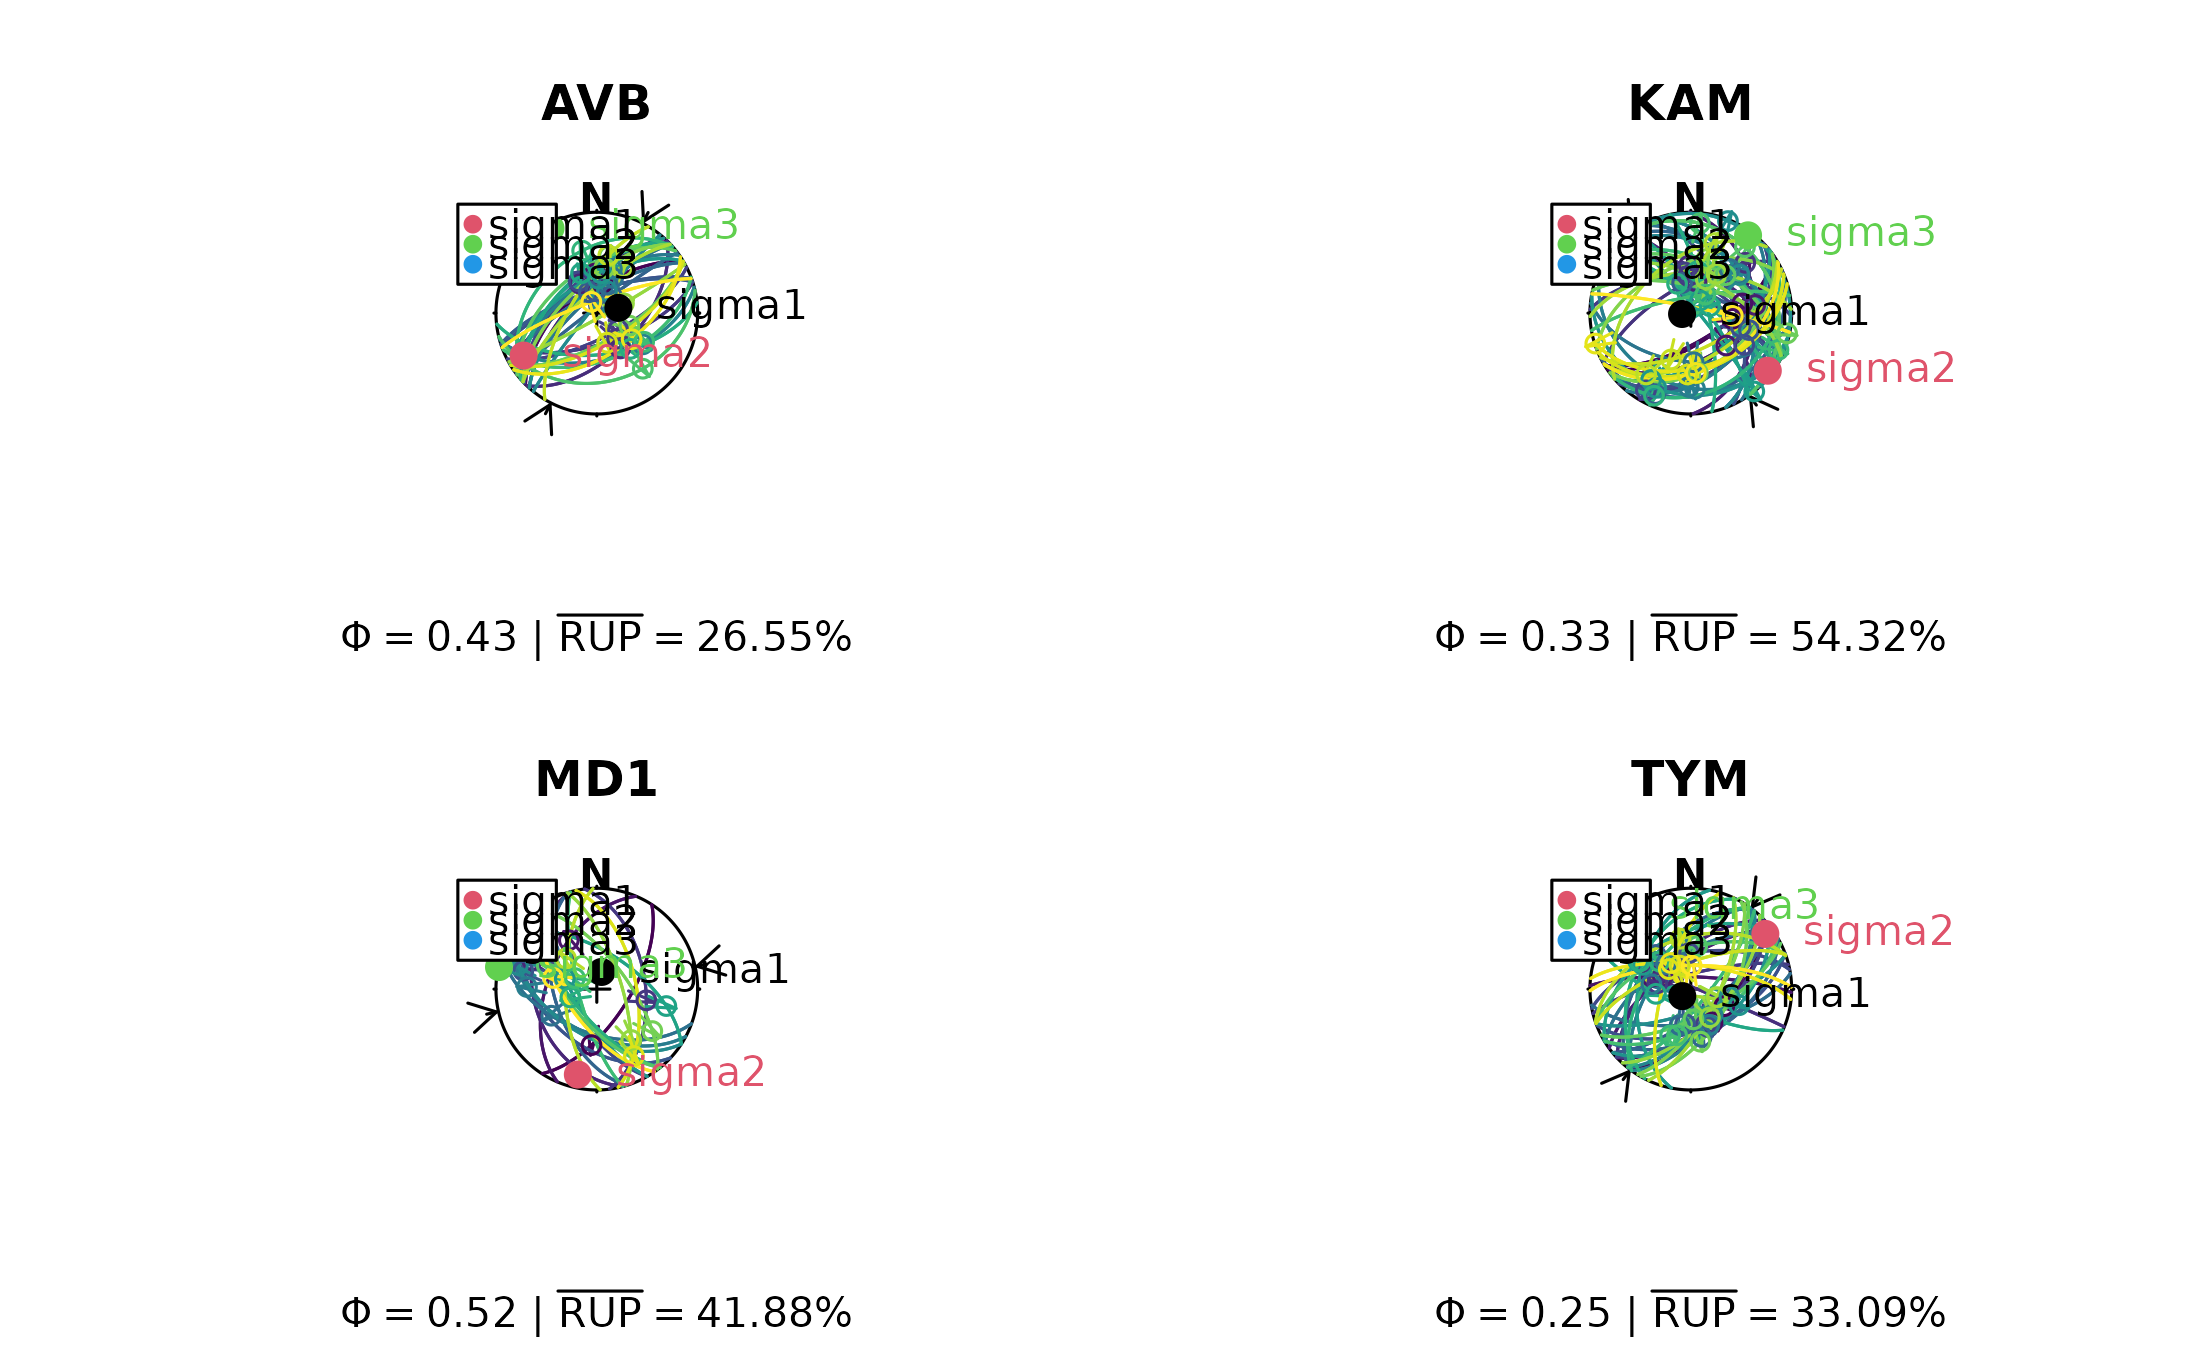 AVB
N
sigma1
sigma2
sigma3
sigma3
sigma1
sigma2
Φ = 0.43 | RUP = 26.55%
KAM
N
sigma1
sigma2
sigma3
sigma3
sigma1
sigma2
Φ = 0.33 | RUP = 54.32%
MD1
N
sigma1
sigma2
sigma3
sigma3
sigma1
sigma2
Φ = 0.52 | RUP = 41.88%
TYM
N
sigma1
sigma2
sigma3
sigma3
sigma2
sigma1
Φ = 0.25 | RUP = 33.09%